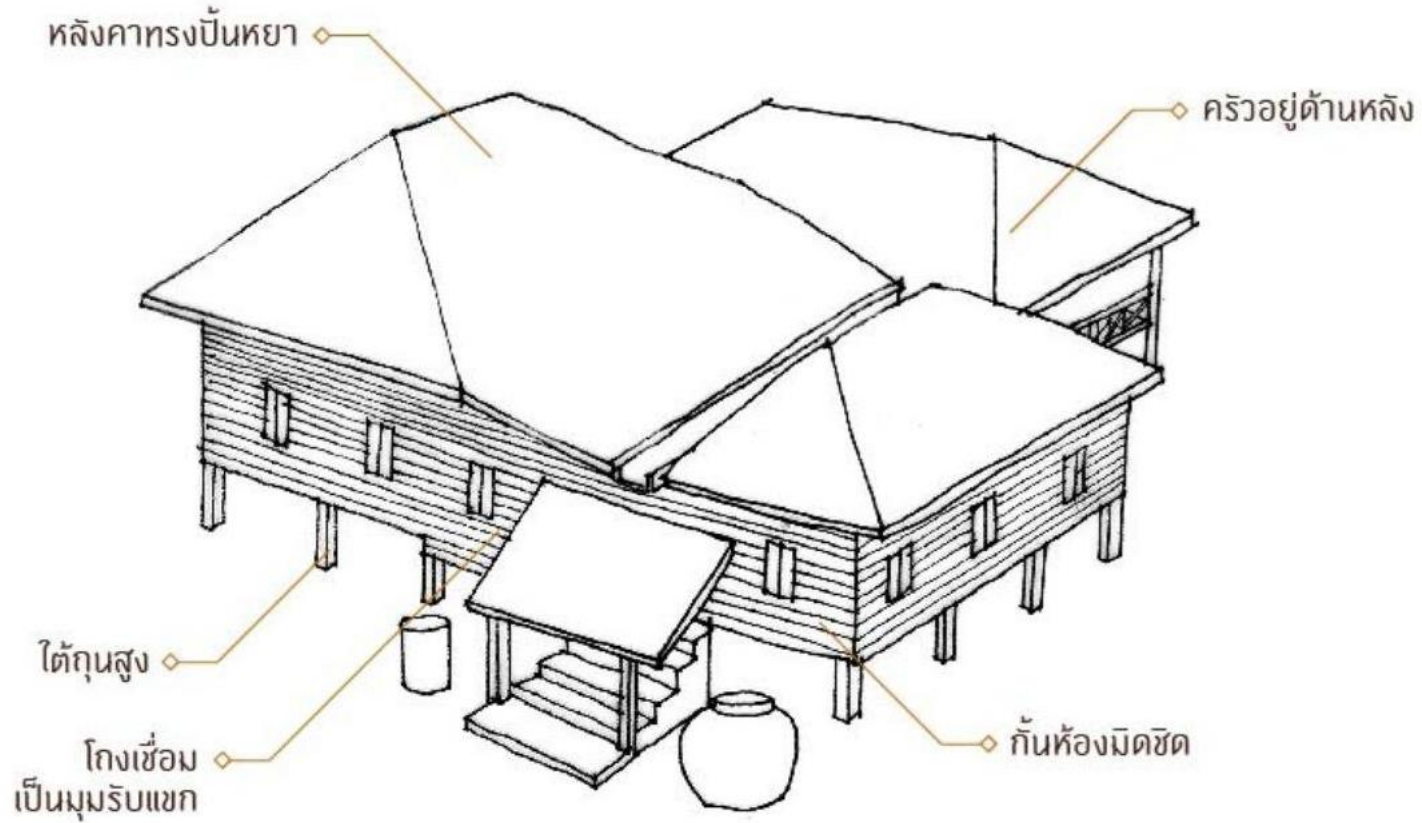 หลังคาทรงปั้นหยา
ครัวอยู่ด้านหลัง
ใต้ถุนสูง
โถงเชื่อม
เป็นมุมรับแขก
กั้นห้องมิดชิด